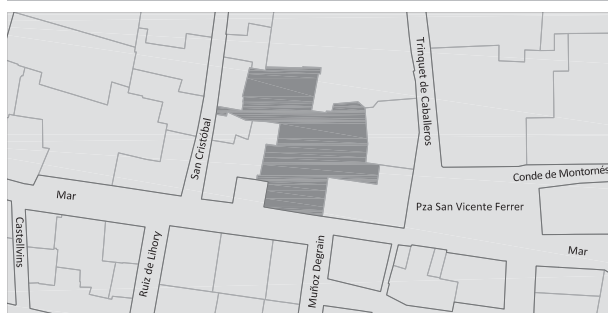 Trinquet de Caballeros
San Cristóbal
Conde de Montornés
Mar
Pza San Vicente Ferrer
Castellvins
Ruiz de Lihory
Muñoz Degrain
Mar